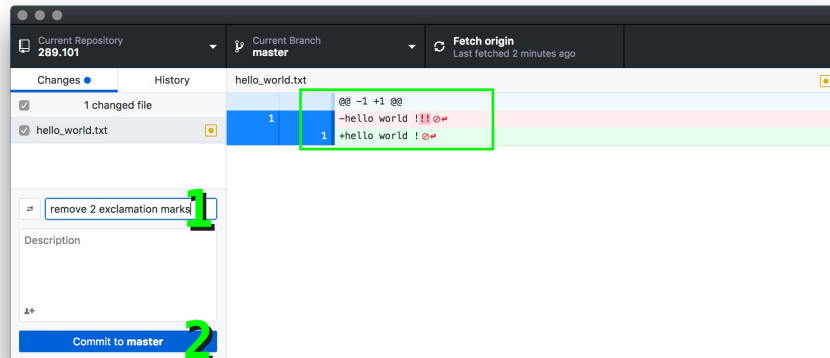 Current Repository
289.101
Current Branch
master
Fetch origin
Last fetched 2 minutes ago
Changes
History
hello_world.txt
1 changed file
@@ -1 +1 @@
1 -hello world !!!
hello_world.txt
1 +hello world !
remove 2 exclamation marks
1
Description
Commit to master
2